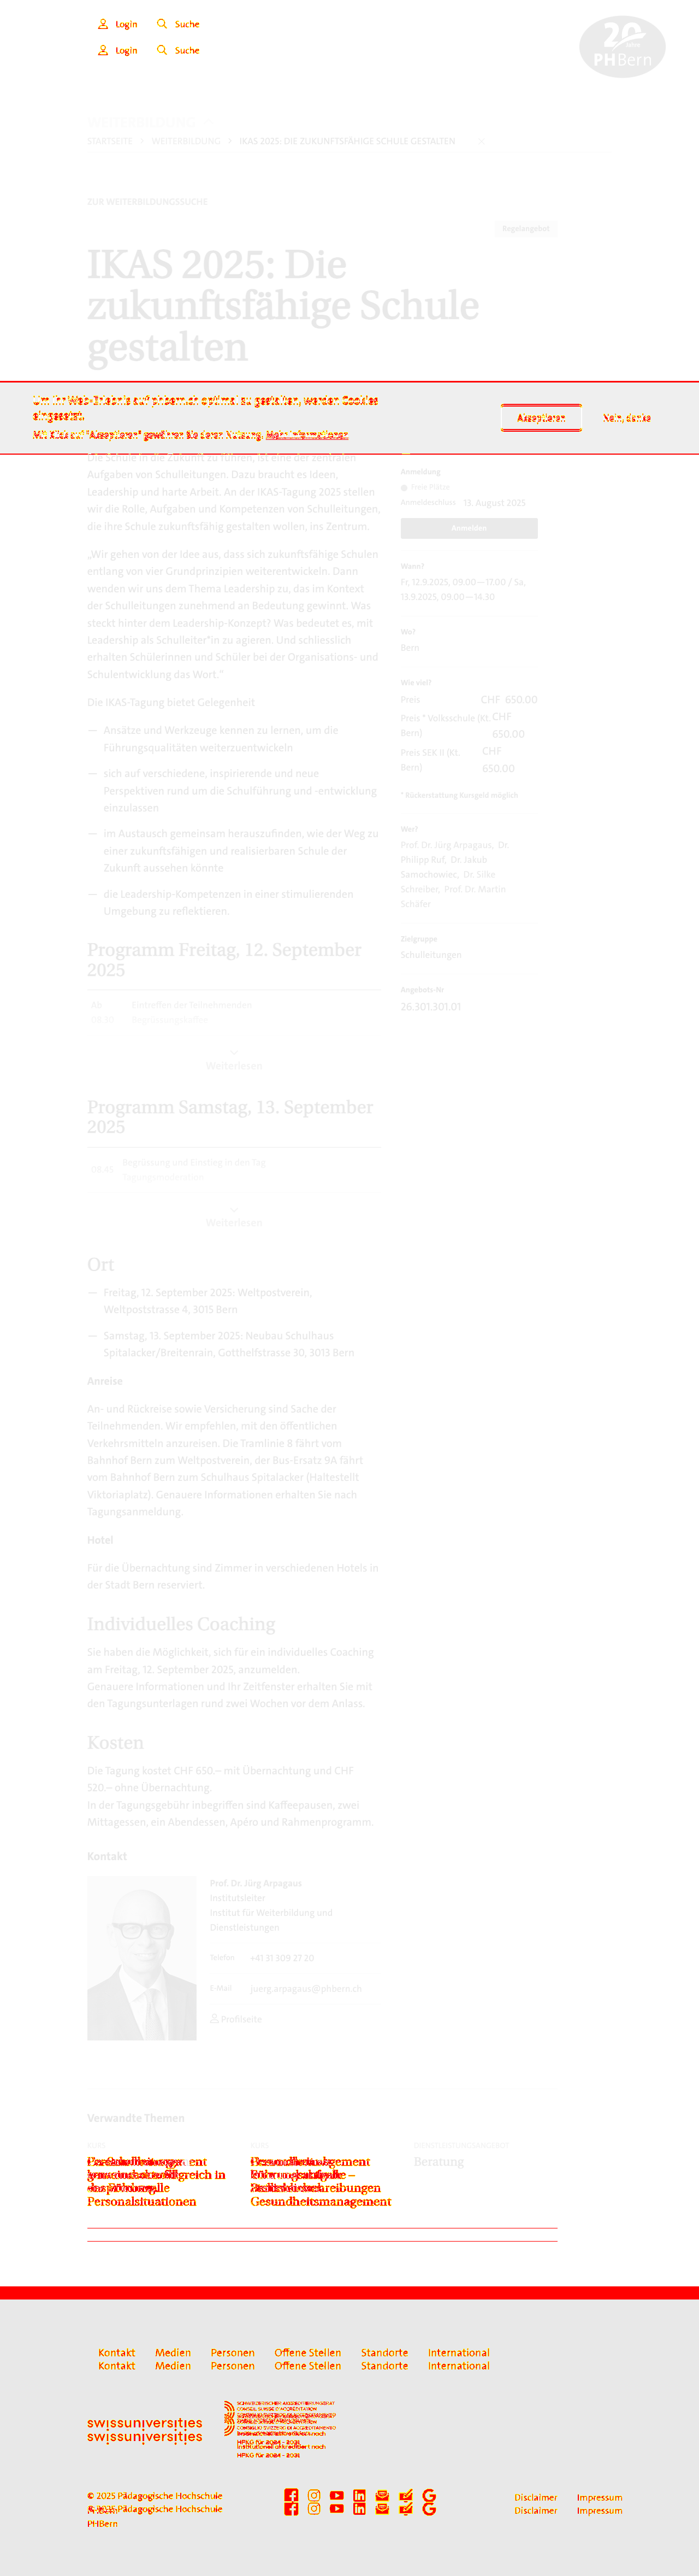 Login Suche
Login Suche
20
JAHRE
PHBern
STARTSEITE WEITERBILDUNG IKAS 2025: DIE ZUKUNFTSFÄHIGE SCHULE GESTALTEN
ZUR WEITERBILDUNGSSUCHE
Regelangebot
IKAS 2025: Die
zukunftsfähige Schule
gestalten
Um Ihr Web-Erlebnis auf phbern.ch optimal zu gestalten, werden Cookies
eingesetzt.
Mit Klick auf "Akzeptieren" gewähren Sie deren Nutzung.
Akzeptieren Nein, danke
Die Schule in die Zukunft zu führen, ist eine der zentralen
Aufgaben von Schulleitungen. Dazu braucht es Ideen,
Leadership und harte Arbeit. An der IKAS-Tagung 2025 stellen
wir die Rolle, Aufgaben und Kompetenzen von Schulleitungen,
die ihre Schule zukunftsfähig gestalten wollen, ins Zentrum.
„Wir gehen von der Idee aus, dass sich zukunftsfähige Schulen
entlang von vier Grundprinzipien weiterentwickeln. Dann
wenden wir uns dem Thema Leadership zu, das im Kontext
der Schulleitungen zunehmend an Bedeutung gewinnt. Was
steckt hinter dem Leadership-Konzept? Was bedeutet es, mit
Leadership als Schulleiter*in zu agieren. Und schliesslich
erhalten Schülerinnen und Schüler bei der Organisations- und
Schulentwicklung das Wort."
Die IKAS-Tagung bietet Gelegenheit
— Ansätze und Werkzeuge kennen zu lernen, um die
Führungsqualitäten weiterzuentwickein
— sich auf verschiedene, inspirierende und neue
Perspektiven rund um die Schulführung und -entwicklung
einzulassen
— im Austausch gemeinsam herauszufinden, wie der Weg zu
einer zukunftsfähigen und realisierbaren Schule der
Zukunft aussehen könnte
— die Leadership-Kompetenzen in einer stimulierenden
Umgebung zu reflektieren.
Programm Freitag, 12. September
2025
Ab Eintreffen der Teilnehmenden
Weiterlesen
Programm Samstag, 13. September
2025
08.45 Begrüssung und Einstieg in den Tag
Weiterlesen
Ort
— Freitag, 12. September 2025: Weltpostverein,
Weltpoststrasse 4, 3015 Bern
— Samstag, 13. September 2025: Neubau Schulhaus
Spitalacker/Breitenrain, Gotthelfstrasse 30, 3013 Bern
Anreise
An- und Rückreise sowie Versicherung sind Sache der
Teilnehmenden. Wir empfehlen, mit den öffentlichen
Verkehrsmitteln anzureisen. Die Tramlinie 8 fährt vom
Bahnhof Bern zum Weltpostverein, der Bus-Ersatz 9A fährt
vom Bahnhof Bern zum Schulhaus Spitalacker (Haltestellt
Viktoriaplatz). Genauere Informationen erhalten Sie nach
Tagungsanmeldung.
Hotel
Für die Übernachtung sind Zimmer in verschiedenen Hotels in
der Stadt Bern reserviert.
Individuelles Coaching
Sie haben die Möglichkeit, sich für ein individuelles Coaching
am Freitag, 12. September 2025, anzumelden.
Genauere Informationen und ihr Zeitfenster erhalten Sie mit
den Tagungsunterlagen rund zwei Wochen vor dem Anlass.
Kosten
Die Tagung kostet CHF 650.– mit Übernachtung und CHF
520.– ohne Übernachtung.
In der Tagungsgebühr inbegriffen sind Kaffeepausen, zwei
Mittagessen, ein Abendessen, Apéro und Rahmenprogramm.
Anmeldung
Freie Plätze
Anmeldeschluss 13. August 2025
Anmelden
Wann?
Fr, 12.9.2025, 09.00—17.00 / Sa,
13.9.2025, 09.00—14.30
Wo?
Bern
Wie viel?
Preis CHF 650.00
Preis * Volksschule (Kt. CHF
Bern) 650.00
Preis SEK II (Kt. CHF
Bern) 650.00
* Rückerstattung Kursgeld möglich
Wer?
Prof. Dr. Jürg Arpagaus, Dr.
Philipp Ruf, Dr. Jakub
Samochowiec, Dr. Silke
Schreiber, Prof. Dr. Martin
Schäfer
Zielgruppe
Schulleitungen
Angebots-Nr.
26.301.301.01
Kontakt
Prof. Dr. Jürg Arpagaus
Institutsleiter
Institut für Weiterbildung und
Dienstleistungen
Telefon +41 31 309 27 20
E-Mail juerg.arpagaus@phbern.ch
Profilseite
Verwandte Themen
Personalsituationen
Gesundheitsmanagement
Beratung
Kontakt Medien Personen Offene Stellen Standorte International
Kontakt Medien Personen Offene Stellen Standorte International
swissuniversities
swissuniversities
HFKG für 2024 - 2031
© 2025 Pädagogische Hochschule
© 2025 Pädagogische Hochschule
PHBern
Disclaimer Impressum
Disclaimer Impressum